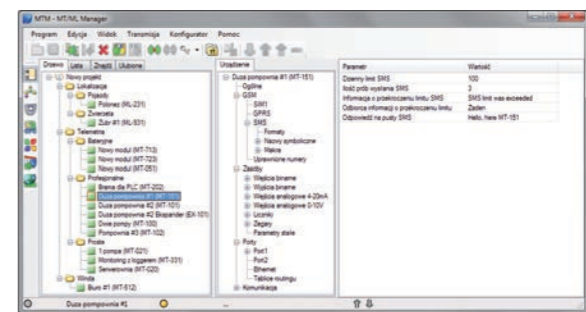 MTM - MT/ML Manager
Program Edycja Widok Transmisja Konfigurator Pomoc
Drzewo Lista Znajdź Ulubione
Nowy projekt
Lokalizacja
Pojazdy
Polonez (ML-231)
Zwierzęta
Żubr #1 (ML-931)
Telemetria
Bateryjne
Nowy moduł (MT-713)
Nowy moduł (MT-723)
Nowy moduł (MT-051)
Profesjonalne
Brama dla PLC (MT-202)
Duża pompownia #1 (MT-151)
Duża pompownia #2 (MT-101)
Duża pompownia #2 Ekspander (EX-101)
Dwie pompy (MT-100)
Pompownia #3 (MT-102)
Proste
1 pompa (MT-021)
Monitoring z loggerem (MT-331)
Serwerownia (MT-020)
Winda
Biuro #1 (MT-512)
Urządzenie
Duża pompownia #1 (MT-151)
Ogólne
GSM
SIM1
GPRS
SMS
Formaty
Nazwy symboliczne
Makra
Uprawnione numery
Zasoby
Wejścia binarne
Wyjścia binarne
Wejścia analogowe 4-20mA
Wejścia analogowe 0-10V
Liczniki
Zegary
Parametry stałe
Porty
Port1
Port2
Ethernet
Tablice routingu
Komunikacja
Parametr Wartość
Dzienny limit SMS 100
Ilość prób wysłania SMS 3
Informacja o przekroczeniu limitu SMS SMS limit was exceeded
Odbiorca informacji o przekroczeniu limitu Żaden
Odpowiedź na pusty SMS Hello, here MT-151
Duża pompownia #1